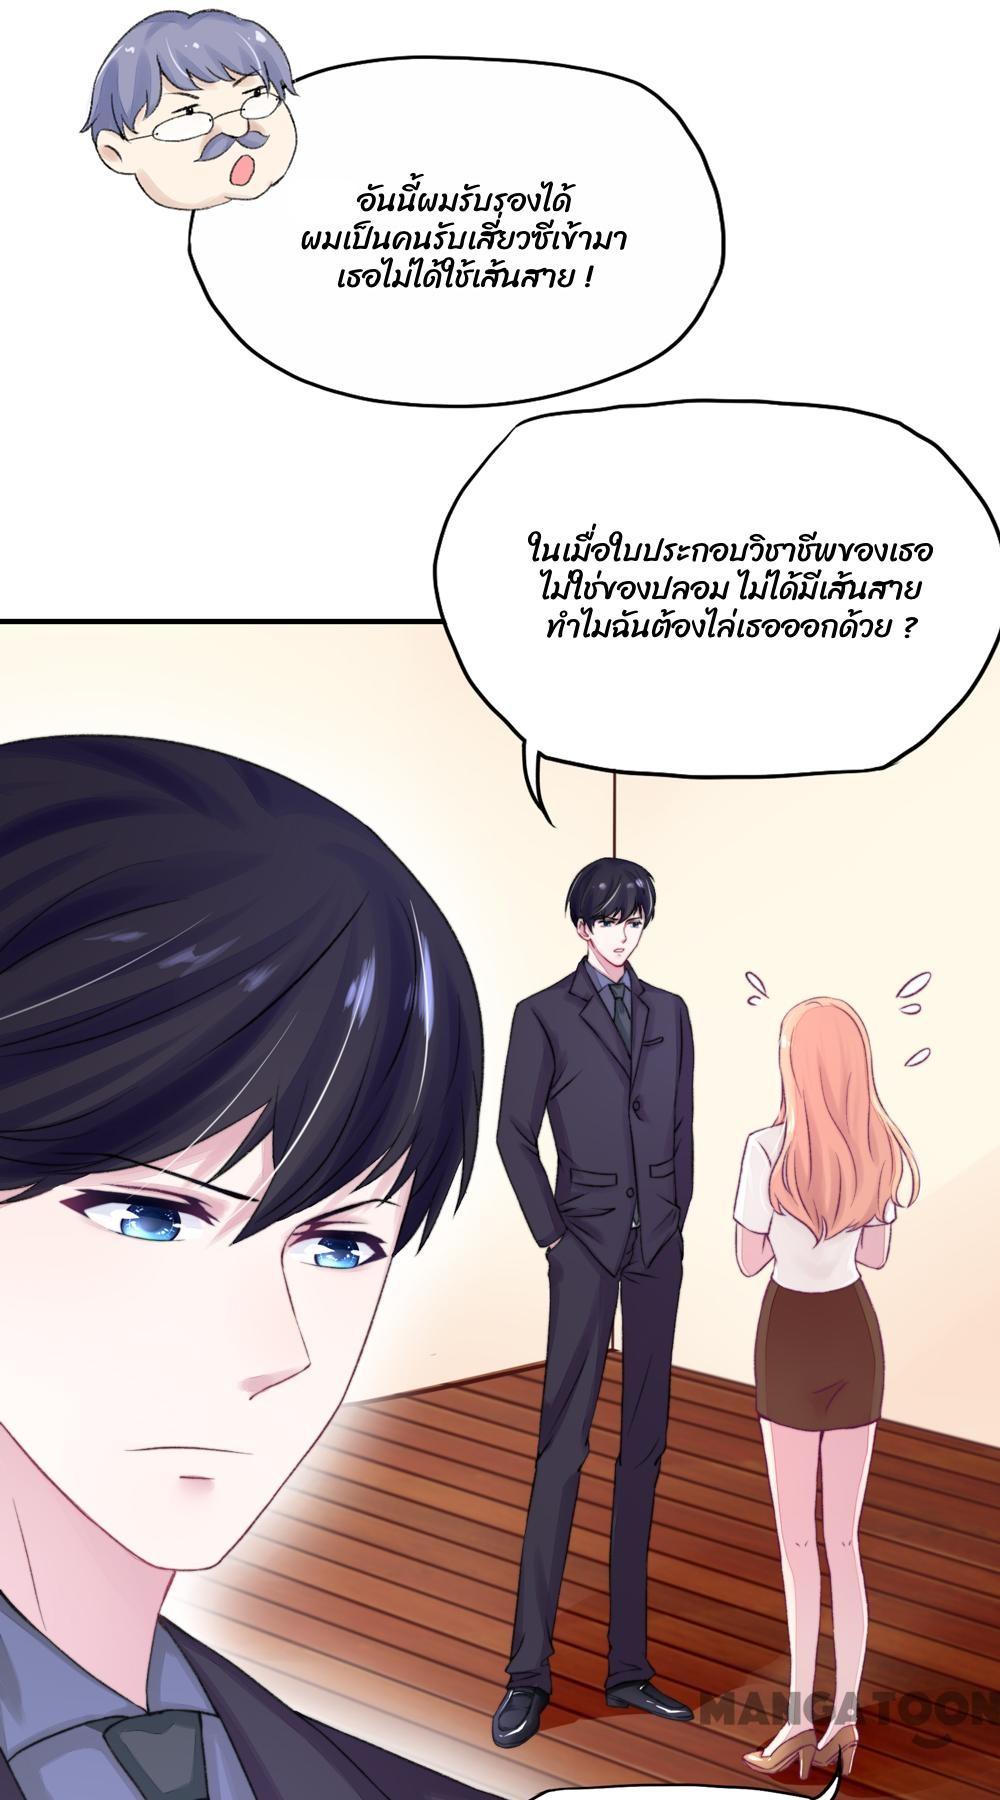 อันนี้ผมรับรองได้
ผมเป็นคนรับเสี่ยวซีเข้ามา
เธอไม่ได้ใช้เส้นสาย !
ในเมื่อใบประกอบวิชาชีพของเธอ
ไม่ใช่ของปลอม ไม่ได้มีเส้นสาย
ทำไมฉันต้องไล่เธอออกด้วย ?
MANGATOON